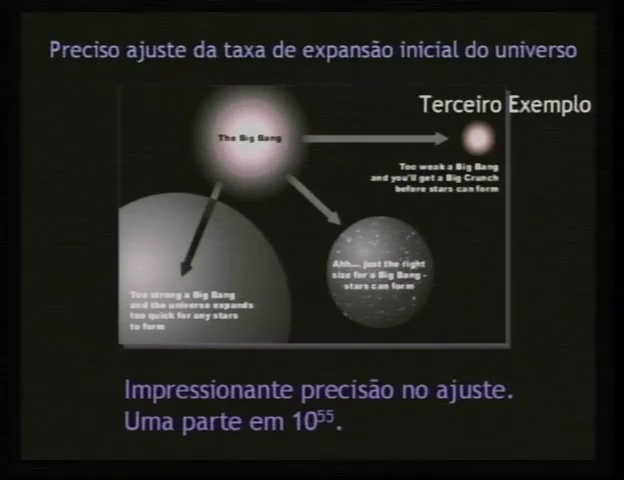 Preciso ajuste da taxa de expansão inicial do universo
Terceiro Exemplo
The Big Bang
Too weak a Big Bang
and you'll get a Big Crunch
before stars can form
Ahh... just the right
size for a Big Bang -
stars can form
Too strong a Big Bang
and the universe expands
too quick for any stars
to form
Impressionante precisão no ajuste.
Uma parte em 10⁵⁵.